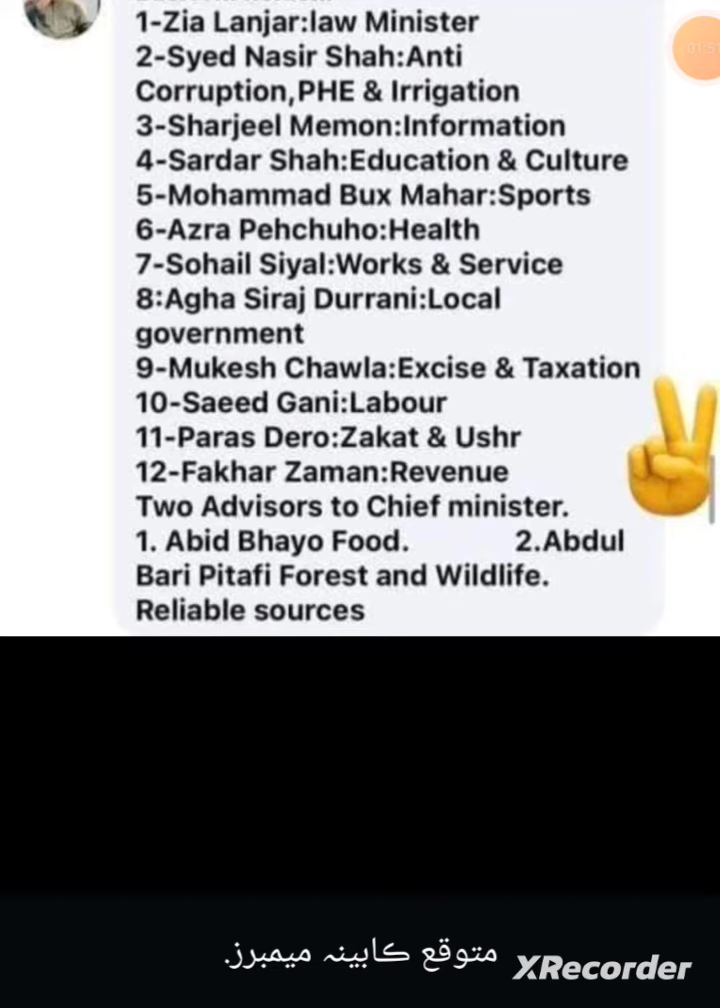 1-Zia Lanjar:law Minister
01:51
2-Syed Nasir Shah:Anti
Corruption,PHE & Irrigation
3-Sharjeel Memon:Information
4-Sardar Shah:Education & Culture
5-Mohammad Bux Mahar:Sports
6-Azra Pehchuho:Health
7-Sohail Siyal:Works & Service
8:Agha Siraj Durrani:Local
government
9-Mukesh Chawla:Excise & Taxation
10-Saeed Gani:Labour
11-Paras Dero:Zakat & Ushr
12-Fakhar Zaman:Revenue
Two Advisors to Chief minister.
1. Abid Bhayo Food. 2.Abdul
Bari Pitafi Forest and Wildlife.
Reliable sources
متوقع ڪابينہ ميمبرز.
XRecorder